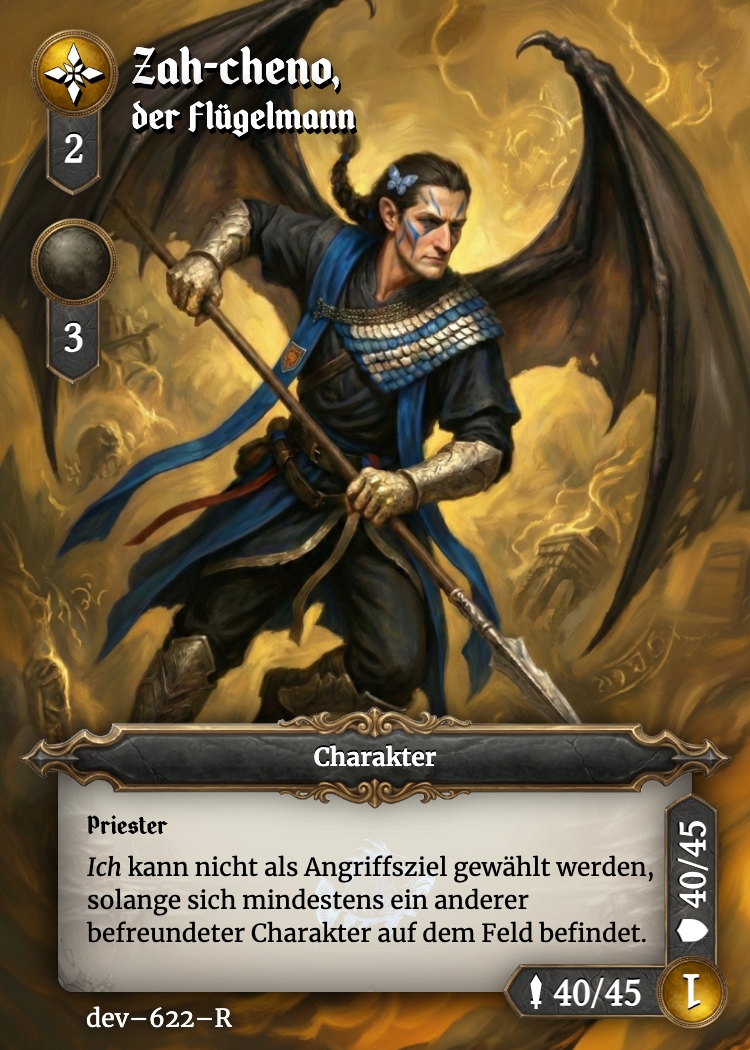 Zah-cheno,
der Flügelmann
2
3
Charakter
Priester
Ich kann nicht als Angriffsziel gewählt werden,
solange sich mindestens ein anderer
befreundeter Charakter auf dem Feld befindet.
40/45
40/45
1
dev–622–R